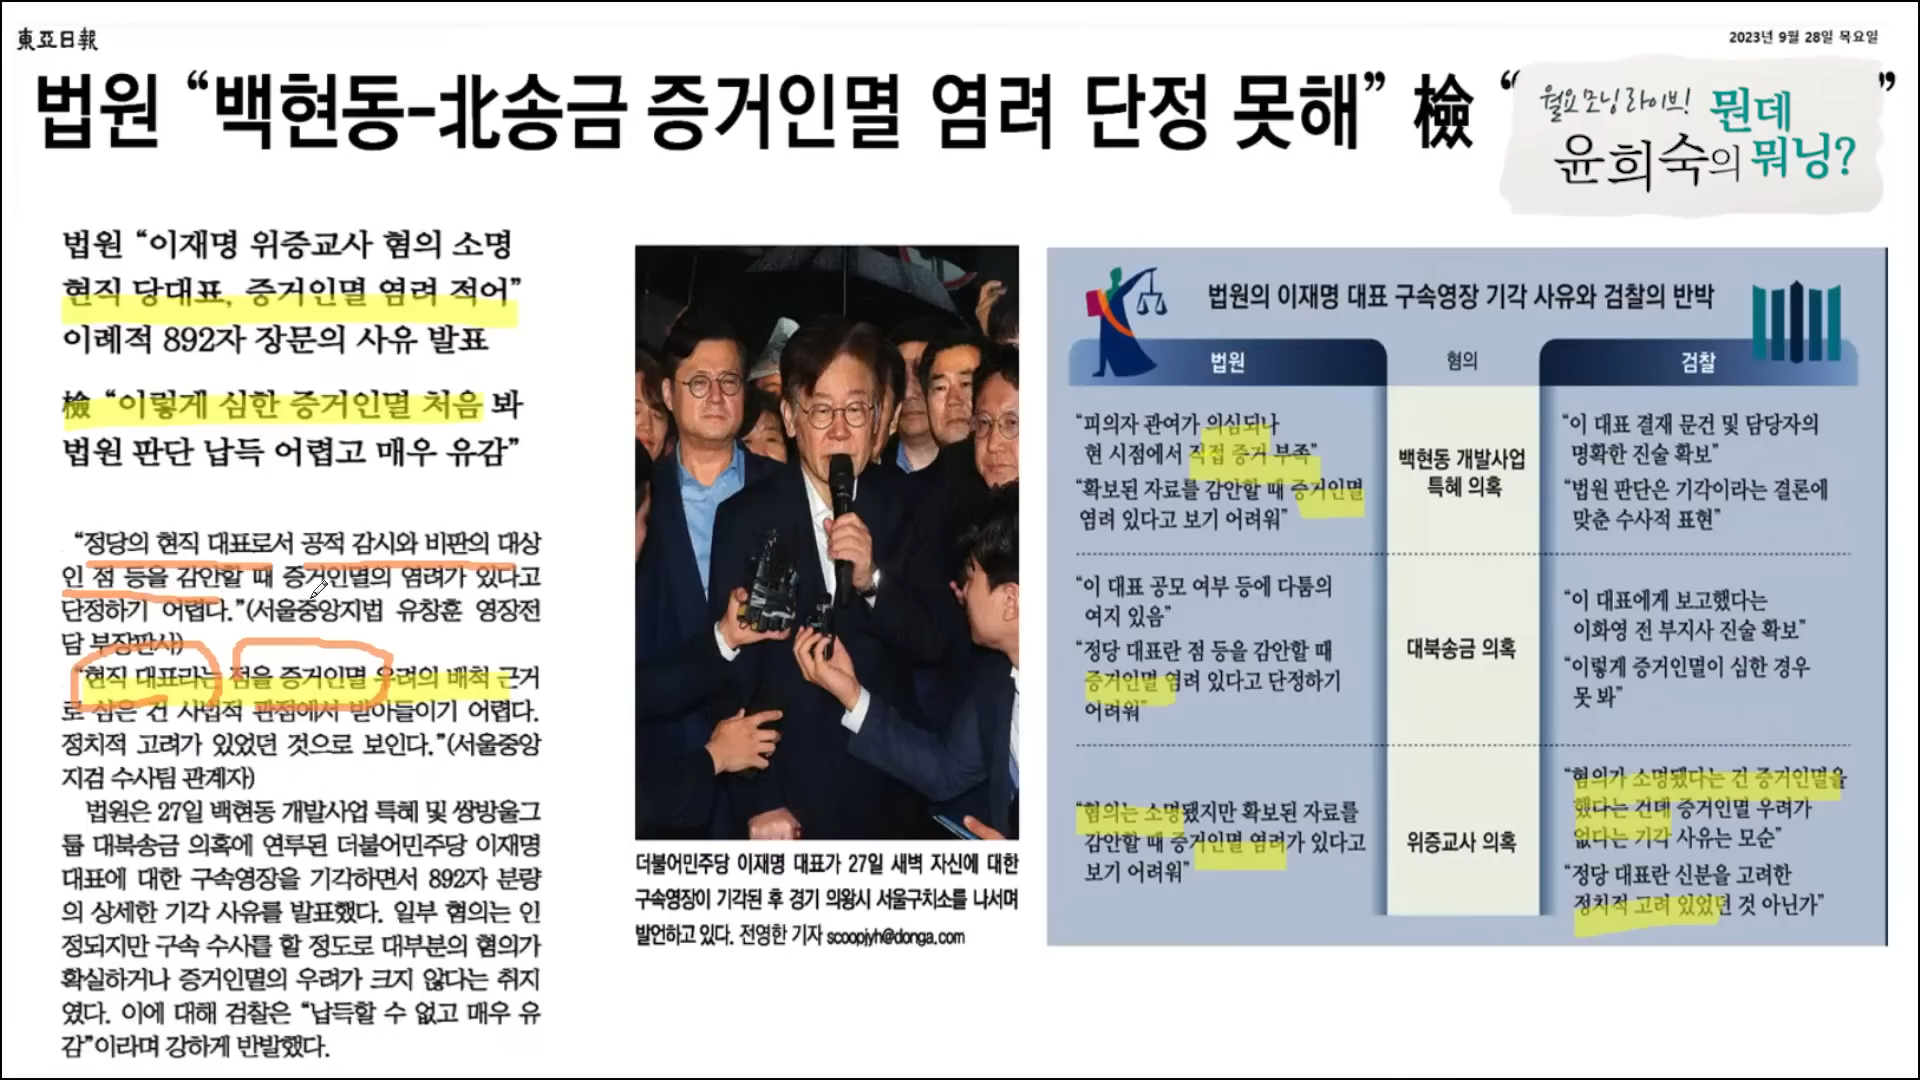 東亞日報
2023년 9월 28일 목요일
법원 “백현동-北송금 증거인멸 염려 단정 못해” 檢 “ ”
월요 모닝 라이브! 뭔데
윤희숙의 뭐닝?
법원 “이재명 위증교사 혐의 소명
현직 당대표, 증거인멸 염려 적어”
이례적 892자 장문의 사유 발표
檢 “이렇게 심한 증거인멸 처음 봐
법원 판단 납득 어렵고 매우 유감”
“정당의 현직 대표로서 공적 감시와 비판의 대상
인 점 등을 감안할 때 증거인멸의 염려가 있다고
단정하기 어렵다.”(서울중앙지법 유창훈 영장전
담 부장판사)
“현직 대표라는 점을 증거인멸 우려의 배척 근거
로 삼은 건 사법적 관점에서 받아들이기 어렵다.
정치적 고려가 있었던 것으로 보인다.”(서울중앙
지검 수사팀 관계자)
법원은 27일 백현동 개발사업 특혜 및 쌍방울그
룹 대북송금 의혹에 연루된 더불어민주당 이재명
대표에 대한 구속영장을 기각하면서 892자 분량
의 상세한 기각 사유를 발표했다. 일부 혐의는 인
정되지만 구속 수사를 할 정도로 대부분의 혐의가
확실하거나 증거인멸의 우려가 크지 않다는 취지
였다. 이에 대해 검찰은 “납득할 수 없고 매우 유
감”이라며 강하게 반발했다.
더불어민주당 이재명 대표가 27일 새벽 자신에 대한
구속영장이 기각된 후 경기 의왕시 서울구치소를 나서며
발언하고 있다. 전영한 기자 scoopjyh@donga.com
법원의 이재명 대표 구속영장 기각 사유와 검찰의 반박
법원
혐의
검찰
“피의자 관여가 의심되나
현 시점에서 직접 증거 부족”
“확보된 자료를 감안할 때 증거인멸
염려 있다고 보기 어려워”
백현동 개발사업
특혜 의혹
“이 대표 결재 문건 및 담당자의
명확한 진술 확보”
“법원 판단은 기각이라는 결론에
맞춘 수사적 표현”
“이 대표 공모 여부 등에 다툼의
여지 있음”
“정당 대표란 점 등을 감안할 때
증거인멸 염려 있다고 단정하기
어려워”
대북송금 의혹
“이 대표에게 보고했다는
이화영 전 부지사 진술 확보”
“이렇게 증거인멸이 심한 경우
못 봐”
“혐의는 소명됐지만 확보된 자료를
감안할 때 증거인멸 염려가 있다고
보기 어려워”
위증교사 의혹
“혐의가 소명됐다는 건 증거인멸을
했다는 건데 증거인멸 우려가
없다는 기각 사유는 모순”
“정당 대표란 신분을 고려한
정치적 고려 있었던 것 아닌가”